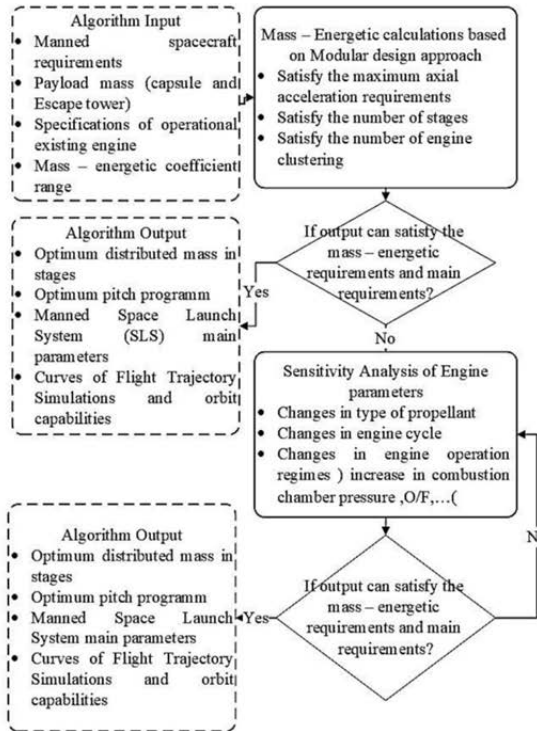 Algorithm Input
• Manned spacecraft
requirements
• Payload mass (capsule and
Escape tower)
• Specifications of operational
existing engine
• Mass – energetic coefficient
range
Mass – Energetic calculations based
on Modular design approach
• Satisfy the maximum axial
acceleration requirements
• Satisfy the number of stages
• Satisfy the number of engine
clustering
If output can satisfy the
mass – energetic
requirements and main
requirements?
Yes
No
Algorithm Output
• Optimum distributed mass in
stages
• Optimum pitch programm
• Manned Space Launch
System (SLS) main
parameters
• Curves of Flight Trajectory
Simulations and orbit
capabilities
Sensitivity Analysis of Engine
parameters
• Changes in type of propellant
• Changes in engine cycle
• Changes in engine operation
regimes ) increase in combustion
chamber pressure ,O/F,…(
N
If output can satisfy the
mass – energetic
requirements and main
requirements?
Yes
Algorithm Output
• Optimum distributed mass in
stages
• Optimum pitch programm
• Manned Space Launch
System main parameters
• Curves of Flight Trajectory
Simulations and orbit
capabilities